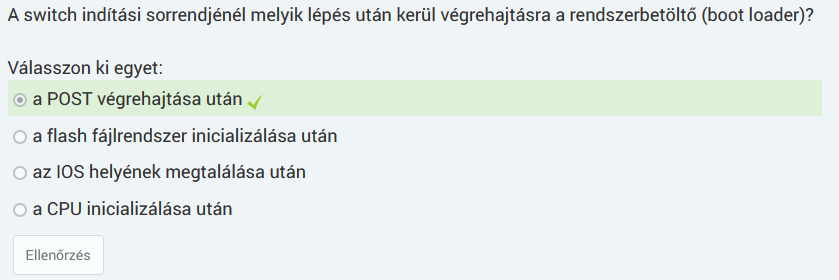 A switch indítási sorrendjénél melyik lépés után kerül végrehajtásra a rendszerbetöltő (boot loader)?
Válasszon ki egyet:
a POST végrehajtása után
a flash fájlrendszer inicializálása után
az IOS helyének megtalálása után
a CPU inicializálása után
Ellenőrzés